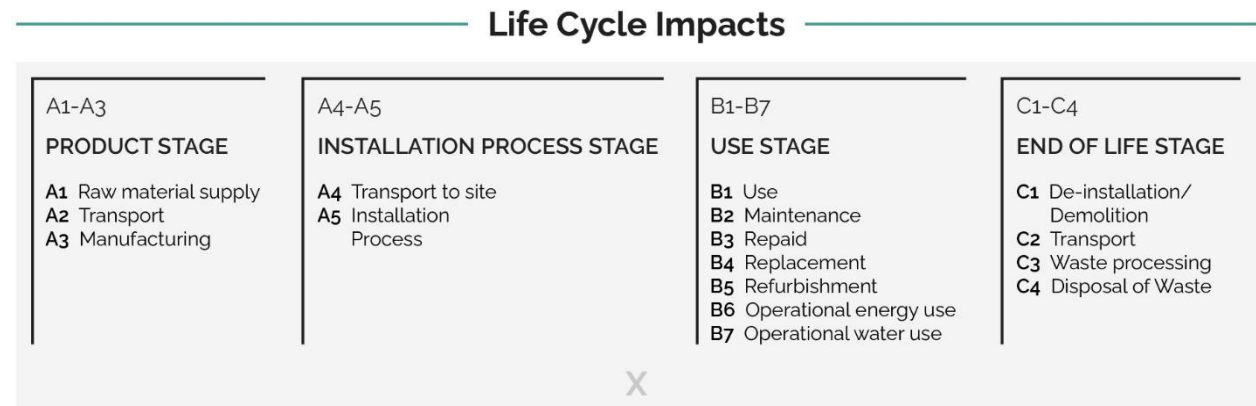 Life Cycle Impacts
A1-A3
PRODUCT STAGE
A1 Raw material supply
A2 Transport
A3 Manufacturing
A4-A5
INSTALLATION PROCESS STAGE
A4 Transport to site
A5 Installation
Process
B1-B7
USE STAGE
B1 Use
B2 Maintenance
B3 Repaid
B4 Replacement
B5 Refurbishment
B6 Operational energy use
B7 Operational water use
C1-C4
END OF LIFE STAGE
C1 De-installation/
Demolition
C2 Transport
C3 Waste processing
C4 Disposal of Waste
X